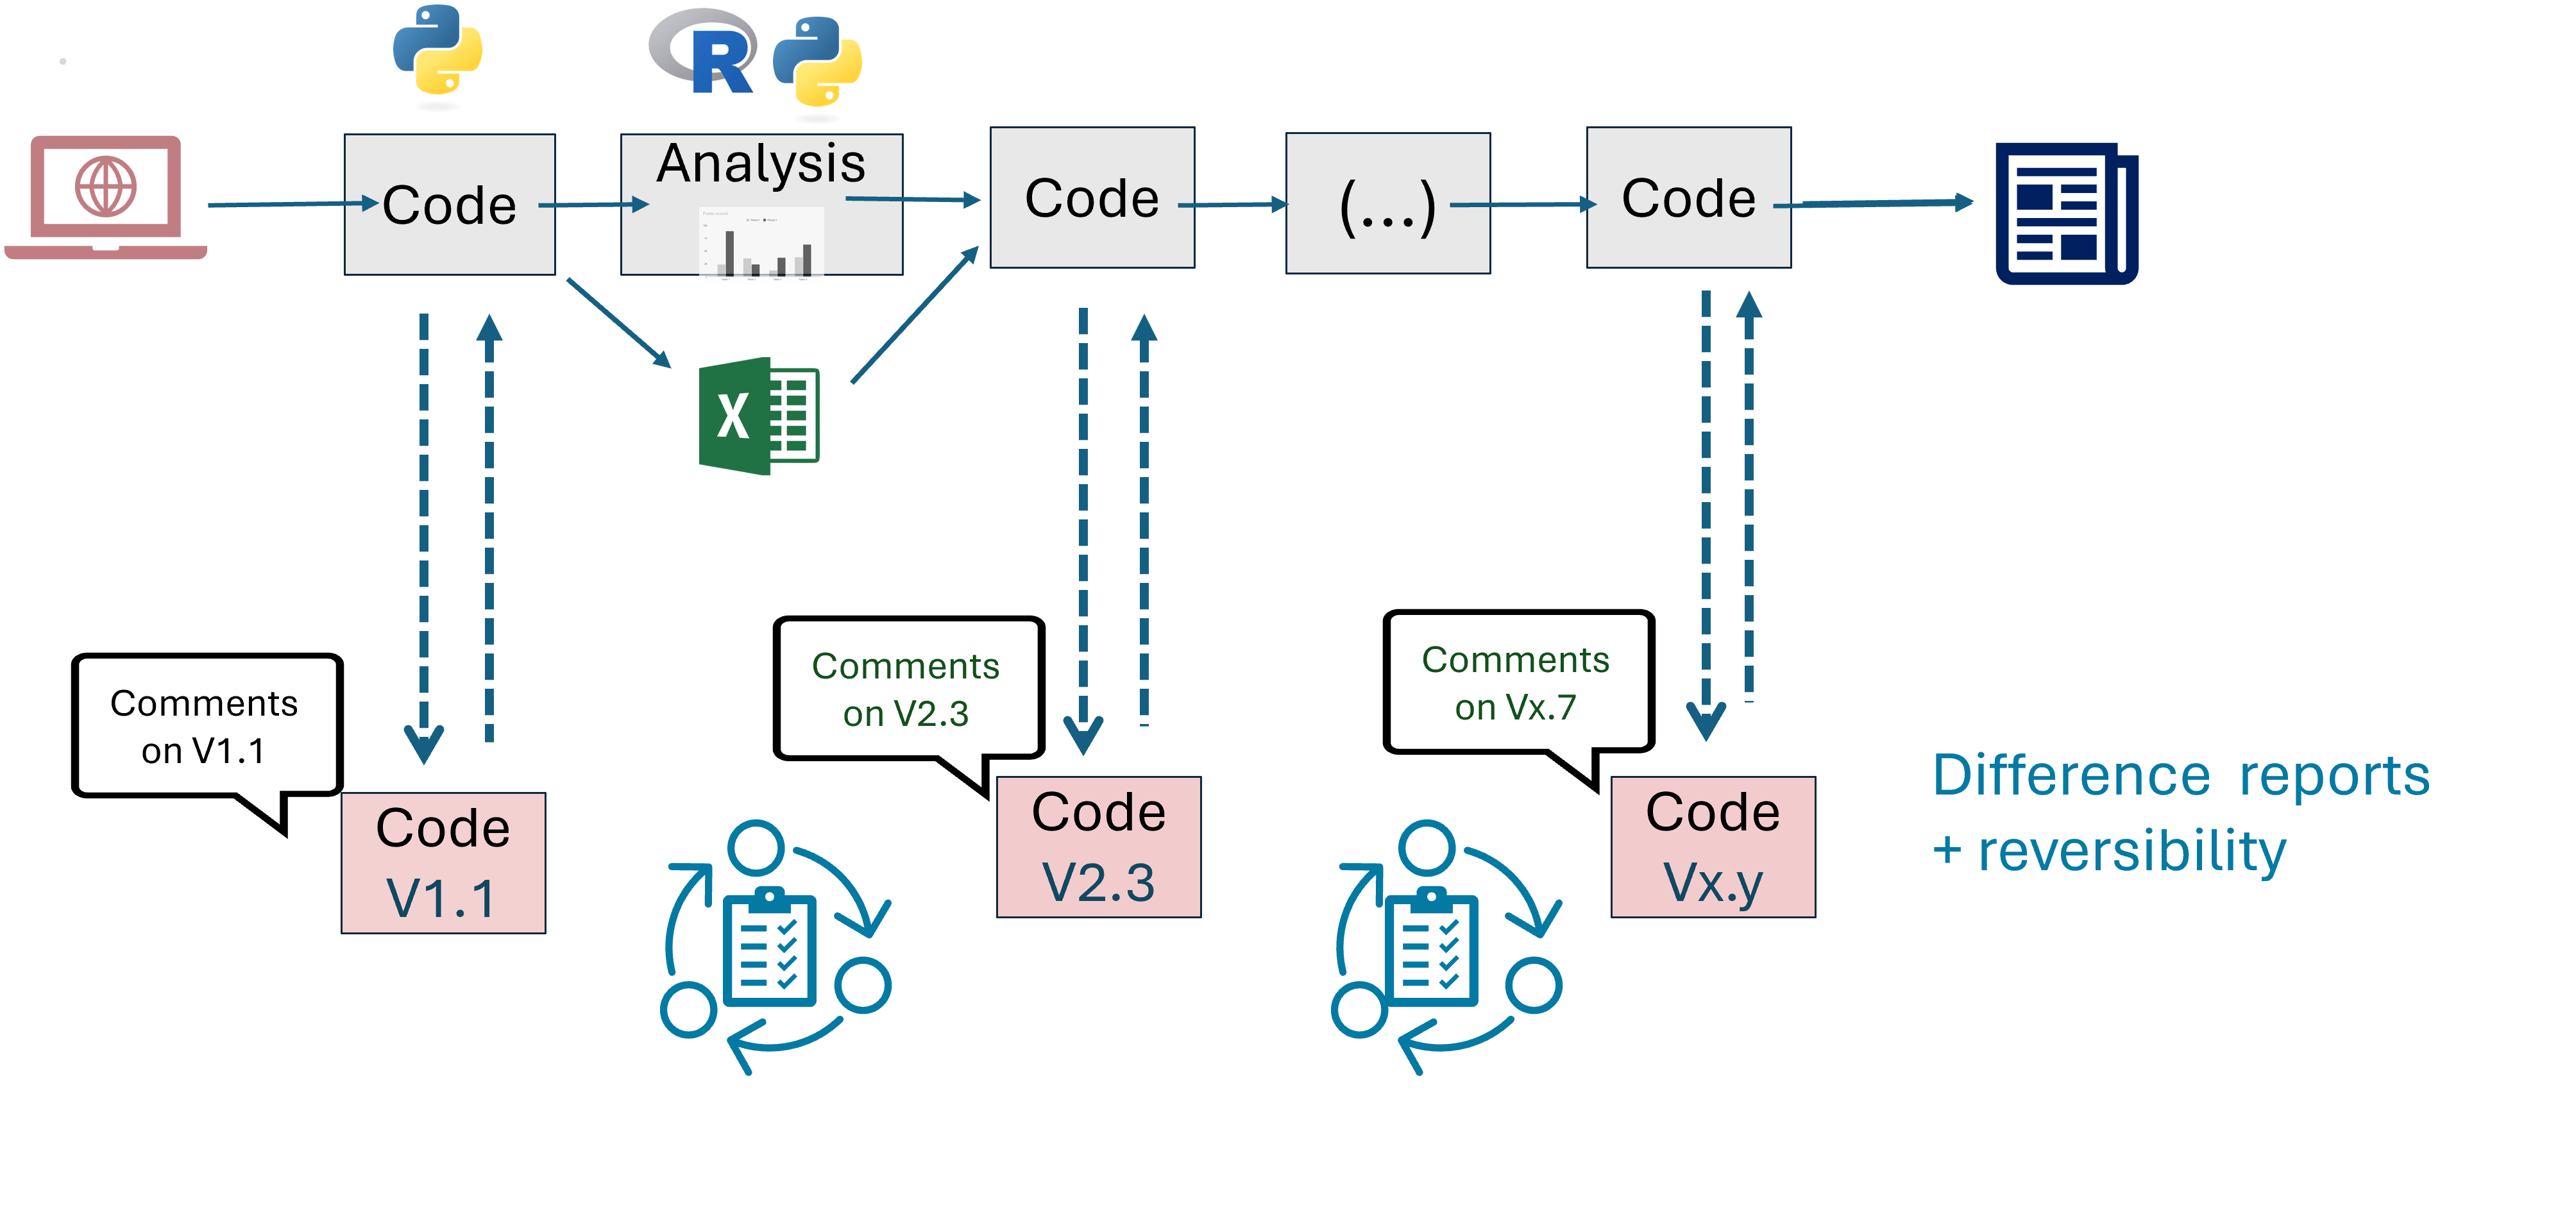 Code
Analysis
Code
(...)
Code
R
X
Comments
on V1.1
Comments
on V2.3
Comments
on Vx.7
Code
V1.1
Code
V2.3
Code
Vx.y
Difference reports
+ reversibility